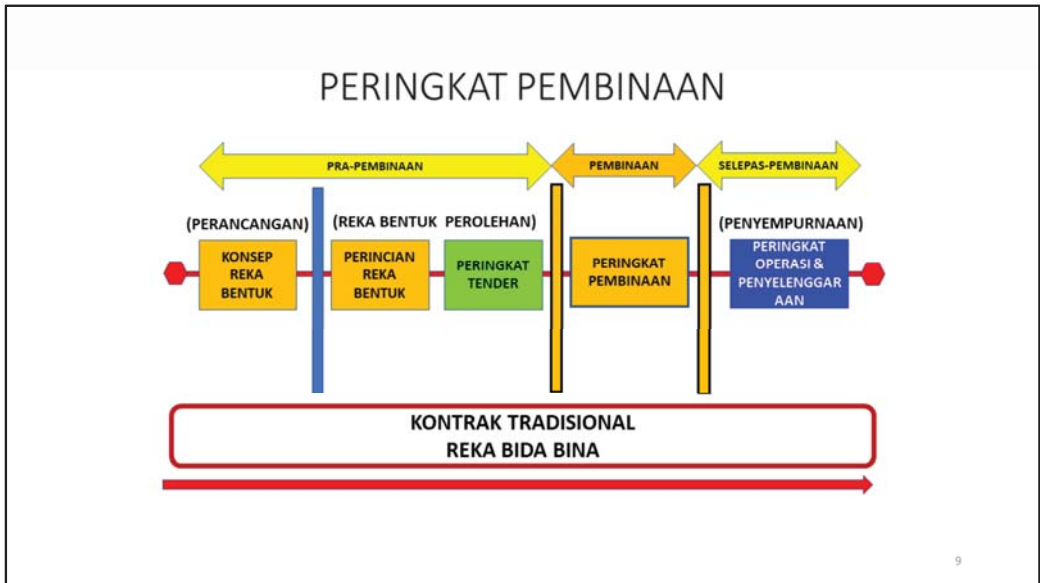 PERINGKAT PEMBINAAN
PRA-PEMBINAAN
PEMBINAAN
SELEPAS-PEMBINAAN
(PERANCANGAN)
(REKA BENTUK PEROLEHAN)
(PENYEMPURNAAN)
KONSEP
REKA
BENTUK
PERINCIAN
REKA
BENTUK
PERINGKAT
TENDER
PERINGKAT
PEMBINAAN
PERINGKAT
OPERASI &
PENYELENGGAR
AAN
KONTRAK TRADISIONAL
REKA BIDA BINA
9